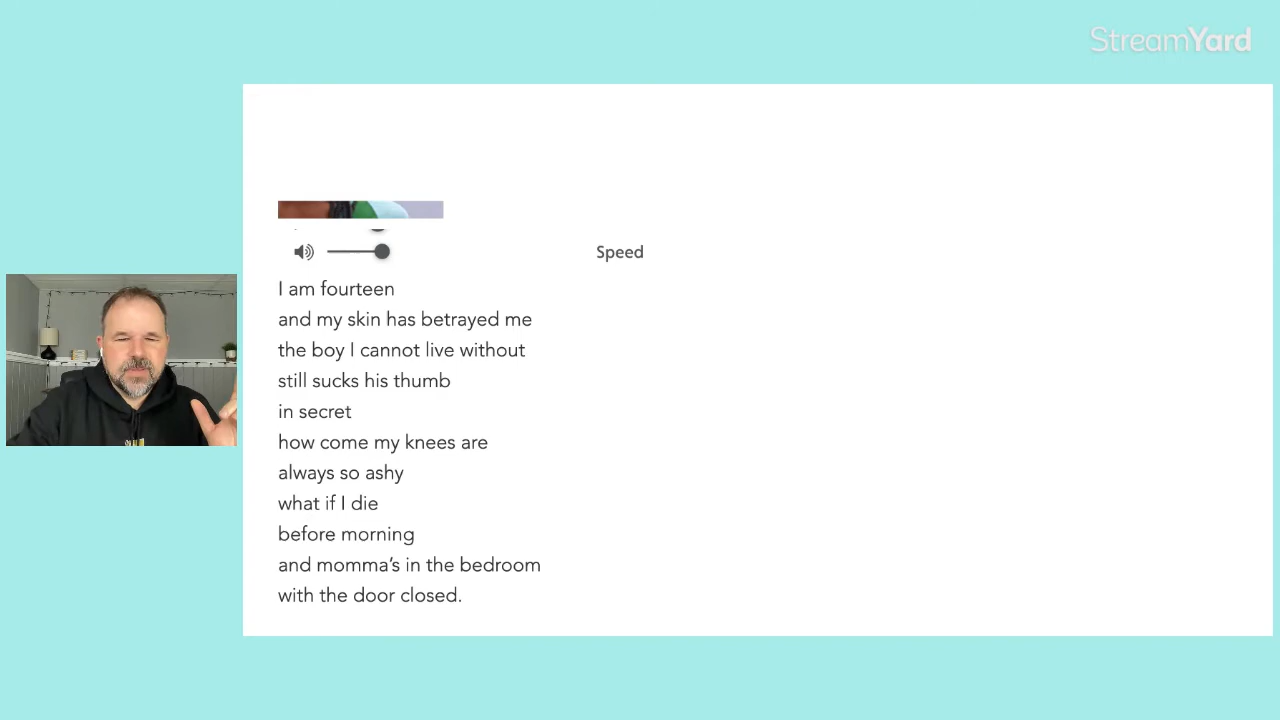 StreamYard
Speed
I am fourteen
and my skin has betrayed me
the boy I cannot live without
still sucks his thumb
in secret
how come my knees are
always so ashy
what if I die
before morning
and momma's in the bedroom
with the door closed.